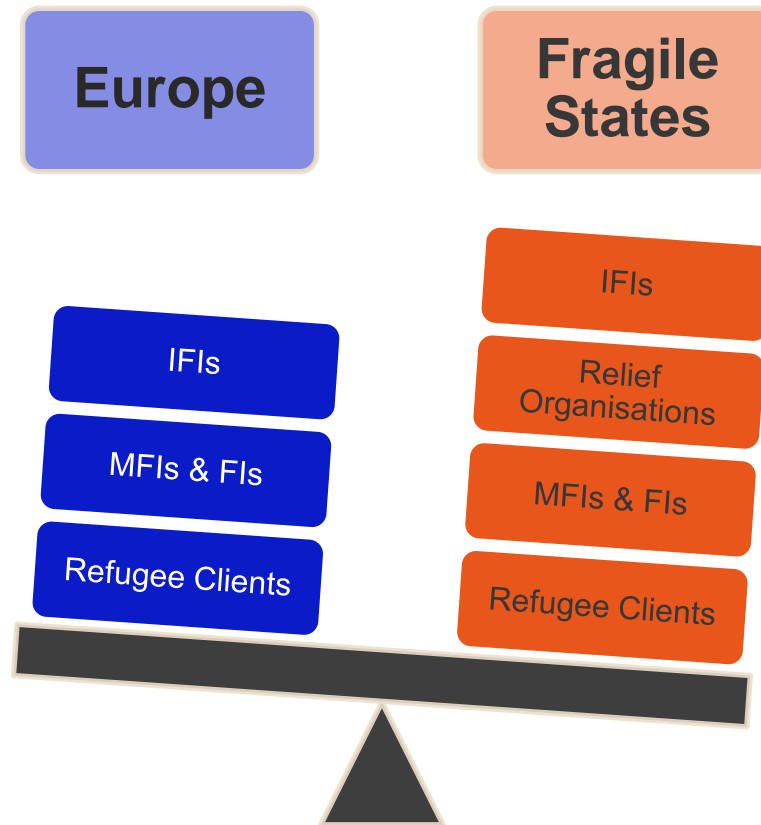 Europe
Fragile
States
IFIs
MFIs & FIs
Refugee Clients
IFIs
Relief
Organisations
MFIs & FIs
Refugee Clients